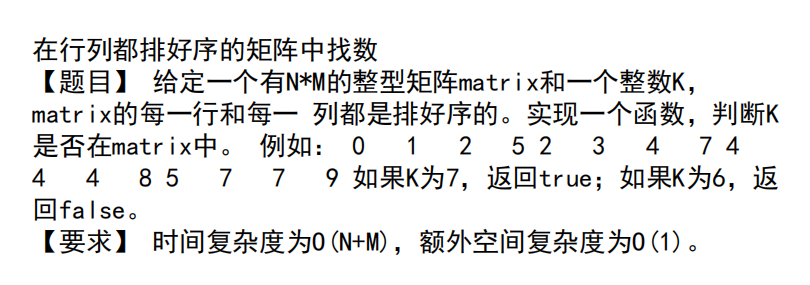 在行列都排好序的矩阵中找数
【题目】 给定一个有N*M的整型矩阵matrix和一个整数K，
matrix的每一行和每一 列都是排好序的。实现一个函数，判断K
是否在matrix中。 例如： 0 1 2 5 2 3 4 7 4
4 4 8 5 7 7 9 如果K为7，返回true；如果K为6，返
回false。
【要求】 时间复杂度为O(N+M)，额外空间复杂度为O(1)。